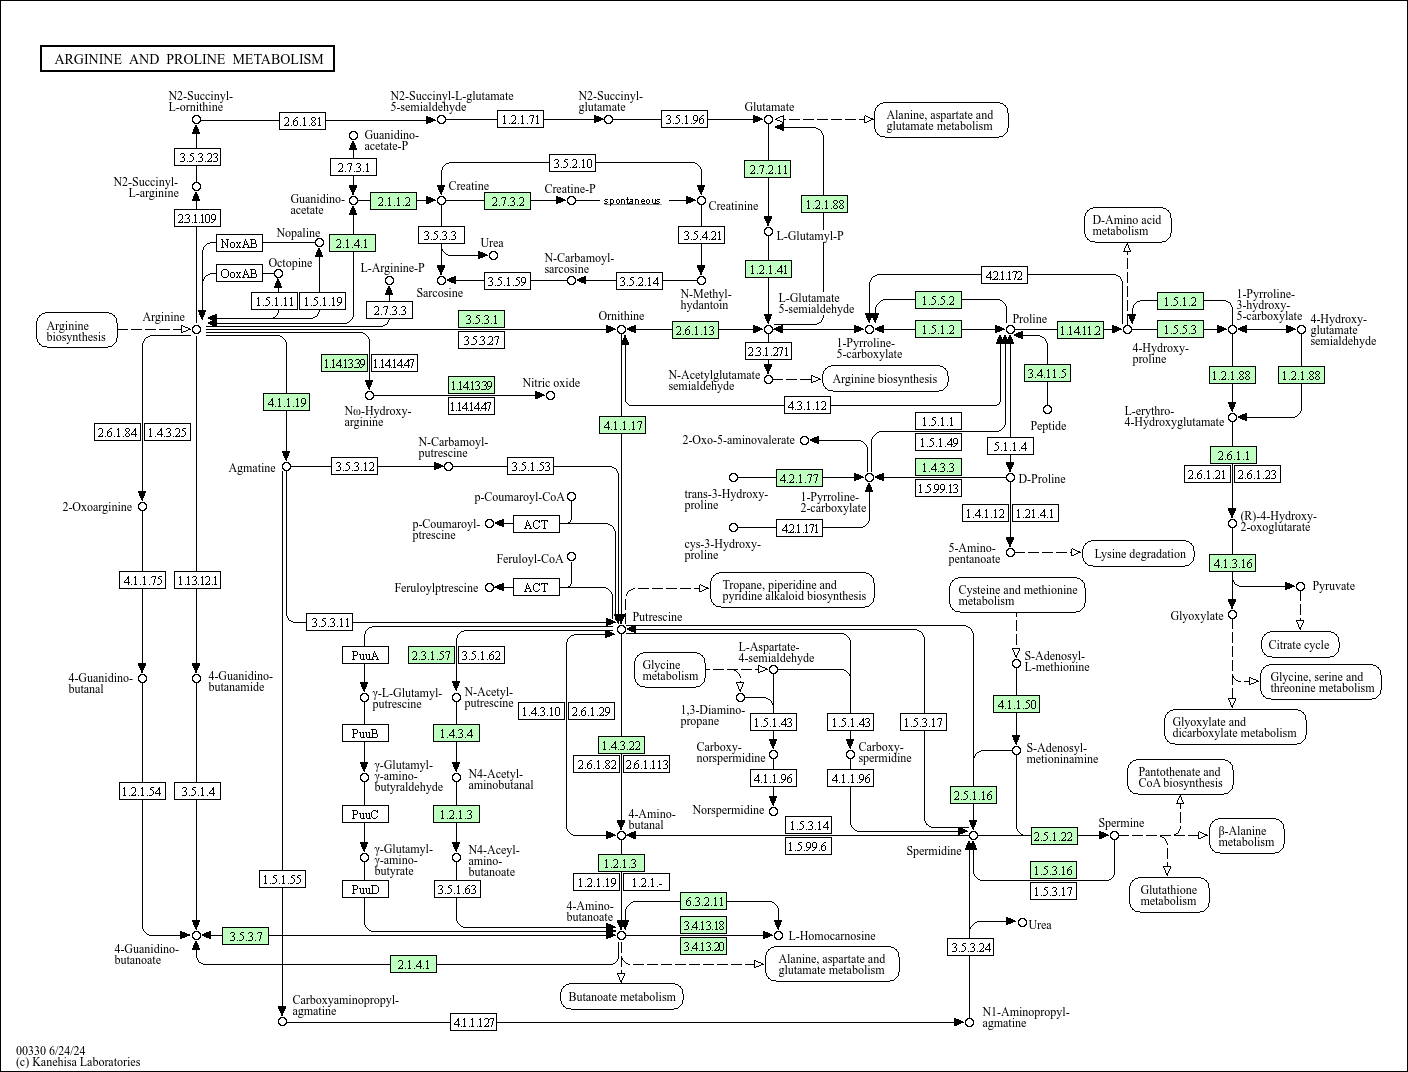 ARGININE AND PROLINE METABOLISM
N2-Succinyl-
L-ornithine
2.6.1.81
N2-Succinyl-L-glutamate
5-semialdehyde
1.2.1.71
N2-Succinyl-
glutamate
3.5.1.96
Glutamate
Alanine, aspartate and
glutamate metabolism
3.5.3.23
Guanidino-
acetate-P
2.7.3.1
3.5.2.10
2.7.2.11
N2-Succinyl-
L-arginine
Guanidino-
acetate
2.1.1.2
Creatine
2.7.3.2
Creatine-P
spontaneous
Creatinine
1.2.1.88
2.3.1.109
NoxAB
Nopaline
2.1.4.1
3.5.3.3
Urea
3.5.4.21
L-Glutamyl-P
D-Amino acid
metabolism
OoxAB
Octopine
L-Arginine-P
Sarcosine
3.5.1.59
N-Carbamoyl-
sarcosine
3.5.2.14
N-Methyl-
hydantoin
1.2.1.41
4.2.1.172
1.5.1.11
1.5.1.19
2.7.3.3
L-Glutamate
5-semialdehyde
1.5.5.2
1.5.1.2
1-Pyrroline-
3-hydroxy-
5-carboxylate
Arginine
biosynthesis
Arginine
3.5.3.1
3.5.3.27
Ornithine
2.6.1.13
1.5.1.2
1-Pyrroline-
5-carboxylate
Proline
1.14.11.2
4-Hydroxy-
proline
1.5.5.3
4-Hydroxy-
glutamate
semialdehyde
2.3.1.271
1.14.13.39
1.14.14.47
1.14.13.39
1.14.14.47
Nω-Hydroxy-
arginine
Nitric oxide
N-Acetylglutamate
semialdehyde
Arginine biosynthesis
3.4.11.5
1.2.1.88
1.2.1.88
4.1.1.19
4.3.1.12
Peptide
L-erythro-
4-Hydroxyglutamate
2.6.1.84
1.4.3.25
4.1.1.17
1.5.1.1
1.5.1.49
2-Oxo-5-aminovalerate
5.1.1.4
2.6.1.1
2.6.1.21
2.6.1.23
Agmatine
3.5.3.12
N-Carbamoyl-
putrescine
3.5.1.53
1.4.3.3
1.5.99.13
D-Proline
trans-3-Hydroxy-
proline
4.2.1.77
1-Pyrroline-
2-carboxylate
2-Oxoarginine
p-Coumaroyl-CoA
p-Coumaroyl-
ptrescine
ACT
cys-3-Hydroxy-
proline
4.2.1.171
1.4.1.12
1.21.4.1
(R)-4-Hydroxy-
2-oxoglutarate
Feruloyl-CoA
Feruloylptrescine
ACT
5-Amino-
pentanoate
Lysine degradation
4.1.3.16
4.1.1.75
1.13.12.1
Tropane, piperidine and
pyridine alkaloid biosynthesis
Cysteine and methionine
metabolism
Pyruvate
3.5.3.11
Putrescine
Glyoxylate
Citrate cycle
PuuA
2.3.1.57
3.5.1.62
L-Aspartate-
4-semialdehyde
Glycine
metabolism
S-Adenosyl-
L-methionine
4-Guanidino-
butanal
4-Guanidino-
butanamide
γ-L-Glutamyl-
putrescine
N-Acetyl-
putrescine
Glycine, serine and
threonine metabolism
1.4.3.10
2.6.1.29
1,3-Diamino-
propane
1.5.1.43
1.5.1.43
1.5.3.17
4.1.1.50
Glyoxylate and
dicarboxylate metabolism
PuuB
1.4.3.4
1.4.3.22
2.6.1.82
2.6.1.113
Carboxy-
norspermidine
Carboxy-
spermidine
S-Adenosyl-
metioninamine
γ-Glutamyl-
γ-amino-
butyraldehyde
N4-Acetyl-
aminobutanal
4.1.1.96
4.1.1.96
Pantothenate and
CoA biosynthesis
1.2.1.54
3.5.1.4
PuuC
1.2.1.3
4-Amino-
butanal
Norspermidine
2.5.1.16
1.5.3.14
1.5.99.6
Spermidine
2.5.1.22
Spermine
β-Alanine
metabolism
γ-Glutamyl-
γ-amino-
butyrate
N4-Aceyl-
amino-
butanoate
1.2.1.3
1.2.1.19
1.2.1.-
1.5.3.16
1.5.3.17
Glutathione
metabolism
1.5.1.55
PuuD
3.5.1.63
4-Amino-
butanoate
6.3.2.11
3.4.13.18
3.4.13.20
L-Homocarnosine
Urea
3.5.3.24
4-Guanidino-
butanoate
3.5.3.7
2.1.4.1
Alanine, aspartate and
glutamate metabolism
Butanoate metabolism
Carboxyaminopropyl-
agmatine
4.1.1.127
N1-Aminopropyl-
agmatine
00330 6/24/24
(c) Kanehisa Laboratories